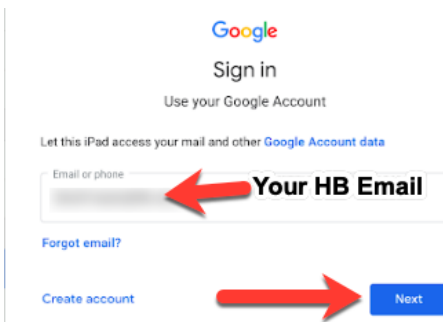 Google
Sign in
Use your Google Account
Let this iPad access your mail and other Google Account data
Email or phone
Your HB Email
Forgot email?
Create account
Next